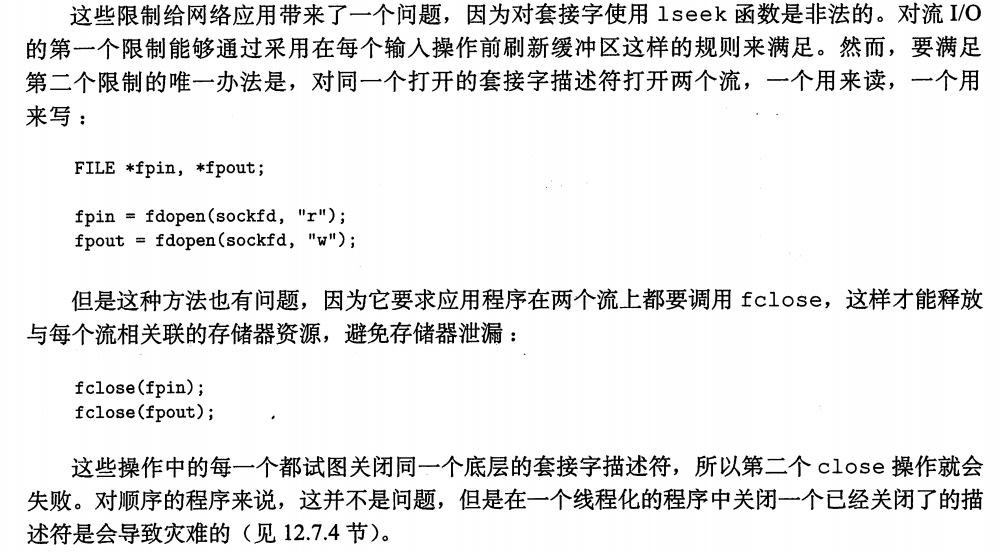 这些限制给网络应用带来了一个问题，因为对套接字使用 lseek 函数是非法的。对流 I/O
的第一个限制能够通过采用在每个输入操作前刷新缓冲区这样的规则来满足。然而，要满足
第二个限制的唯一办法是，对同一个打开的套接字描述符打开两个流，一个用来读，一个用
来写：
FILE *fpin, *fpout;
fpin = fdopen(sockfd, "r");
fpout = fdopen(sockfd, "w");
但是这种方法也有问题，因为它要求应用程序在两个流上都要调用 fclose，这样才能释放
与每个流相关联的存储器资源，避免存储器泄漏：
fclose(fpin);
fclose(fpout);
这些操作中的每一个都试图关闭同一个底层的套接字描述符，所以第二个 close 操作就会
失败。对顺序的程序来说，这并不是问题，但是在一个线程化的程序中关闭一个已经关闭了的描
述符是会导致灾难的（见 12.7.4 节）。